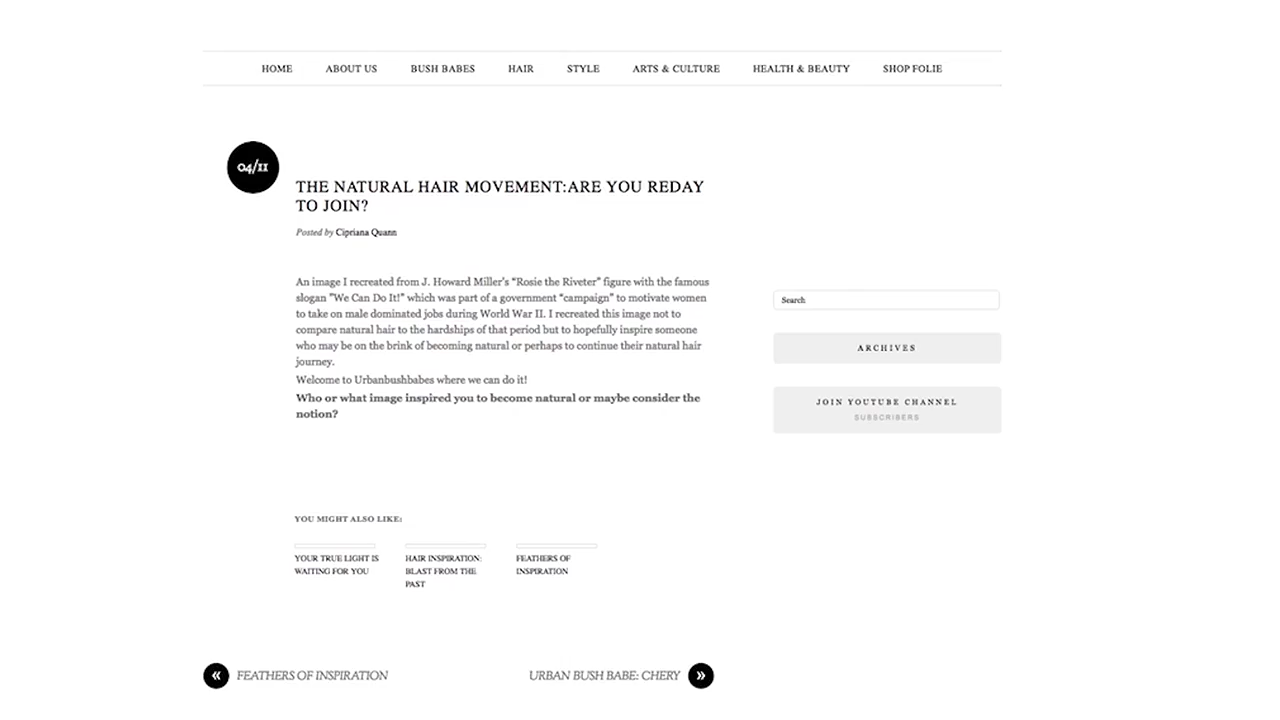 HOME ABOUT US BUSH BABES HAIR STYLE ARTS & CULTURE HEALTH & BEAUTY SHOP FOLIE
04/11
THE NATURAL HAIR MOVEMENT:ARE YOU REDAY
TO JOIN?
Posted by Cipriana Quann
An image I recreated from J. Howard Miller's “Rosie the Riveter” figure with the famous
slogan "We Can Do It!” which was part of a government “campaign” to motivate women
to take on male dominated jobs during World War II. I recreated this image not to
compare natural hair to the hardships of that period but to hopefully inspire someone
who may be on the brink of becoming natural or perhaps to continue their natural hair
journey.
Welcome to Urbanbushbabes where we can do it!
Who or what image inspired you to become natural or maybe consider the
notion?
Search
ARCHIVES
JOIN YOUTUBE CHANNEL
SUBSCRIBERS
YOU MIGHT ALSO LIKE:
YOUR TRUE LIGHT IS
WAITING FOR YOU
HAIR INSPIRATION:
BLAST FROM THE
PAST
FEATHERS OF
INSPIRATION
« FEATHERS OF INSPIRATION
URBAN BUSH BABE: CHERY »